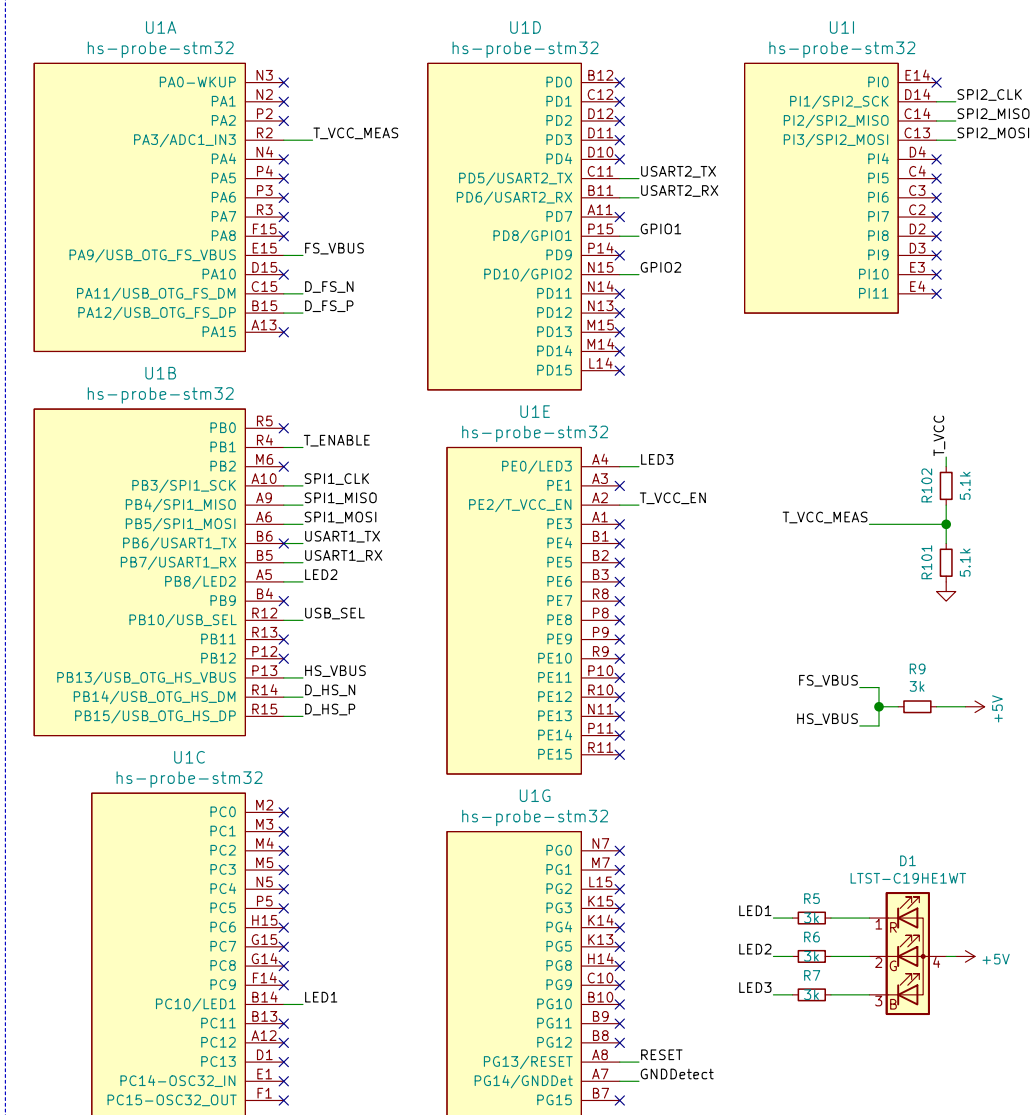 U1A
hs-probe-stm32
PA0-WKUP N3
PA1 N2
PA2 P2
PA3/ADC1_IN3 R2 T_VCC_MEAS
PA4 N4
PA5 P4
PA6 P3
PA7 R3
PA8 F15
PA9/USB_OTG_FS_VBUS E15 FS_VBUS
PA10 D15
PA11/USB_OTG_FS_DM C15 D_FS_N
PA12/USB_OTG_FS_DP B15 D_FS_P
PA15 A13
U1B
hs-probe-stm32
PB0 R5
PB1 R4 T_ENABLE
PB2 M6
PB3/SPI1_SCK A10 SPI1_CLK
PB4/SPI1_MISO A9 SPI1_MISO
PB5/SPI1_MOSI A6 SPI1_MOSI
PB6/USART1_TX B6 USART1_TX
PB7/USART1_RX B5 USART1_RX
PB8/LED2 A5 LED2
PB9 B4
PB10/USB_SEL R12 USB_SEL
PB11 R13
PB12 P12
PB13/USB_OTG_HS_VBUS P13 HS_VBUS
PB14/USB_OTG_HS_DM R14 D_HS_N
PB15/USB_OTG_HS_DP R15 D_HS_P
U1C
hs-probe-stm32
PC0 M2
PC1 M3
PC2 M4
PC3 M5
PC4 N5
PC5 P5
PC6 H15
PC7 G15
PC8 G14
PC9 F14
PC10/LED1 B14 LED1
PC11 B13
PC12 A12
PC13 D1
PC14-OSC32_IN E1
PC15-OSC32_OUT F1
U1D
hs-probe-stm32
PD0 B12
PD1 C12
PD2 D12
PD3 D11
PD4 D10
PD5/USART2_TX C11 USART2_TX
PD6/USART2_RX B11 USART2_RX
PD7 A11
PD8/GPIO1 P15 GPIO1
PD9 P14
PD10/GPIO2 N15 GPIO2
PD11 N14
PD12 N13
PD13 M15
PD14 M14
PD15 L14
U1E
hs-probe-stm32
PE0/LED3 A4 LED3
PE1 A3
PE2/T_VCC_EN A2 T_VCC_EN
PE3 A1
PE4 B1
PE5 B2
PE6 B3
PE7 R8
PE8 P8
PE9 P9
PE10 R9
PE11 P10
PE12 R10
PE13 N11
PE14 P11
PE15 R11
U1G
hs-probe-stm32
PG0 N7
PG1 M7
PG2 L15
PG3 K15
PG4 K14
PG5 K13
PG8 H14
PG9 C10
PG10 B10
PG11 B9
PG12 B8
PG13/RESET A8 RESET
PG14/GNDDet A7 GNDDetect
PG15 B7
U1I
hs-probe-stm32
PI0 E14
PI1/SPI2_SCK D14 SPI2_CLK
PI2/SPI2_MISO C14 SPI2_MISO
PI3/SPI2_MOSI C13 SPI2_MOSI
PI4 D4
PI5 C4
PI6 C3
PI7 C2
PI8 D2
PI9 D3
PI10 E3
PI11 E4
T_VCC
R102 5.1k
T_VCC_MEAS
R101 5.1k
R9
3k
FS_VBUS
HS_VBUS
+5V
D1
LTST-C19HE1WT
LED1 R5 3k 1 R
LED2 R6 3k 2 G 4 +5V
LED3 R7 3k 3 B